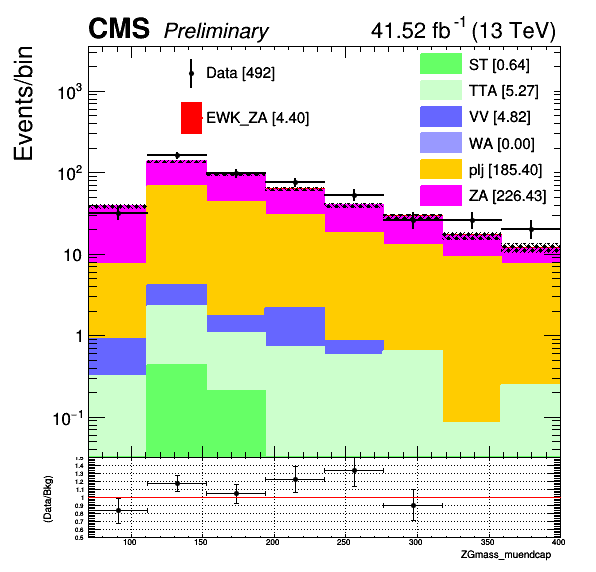 CMS Preliminary 41.52 fb⁻¹ (13 TeV)
Events/bin
Data [492]
EWK_ZA [4.40]
ST [0.64]
TTA [5.27]
VV [4.82]
WA [0.00]
plj [185.40]
ZA [226.43]
10³
10²
10
1
10⁻¹
(Data/Bkg)
1.5
1.4
1.3
1.2
1.1
1
0.9
0.8
0.7
0.6
0.5
100 150 200 250 300 350 400
ZGmass_muendcap